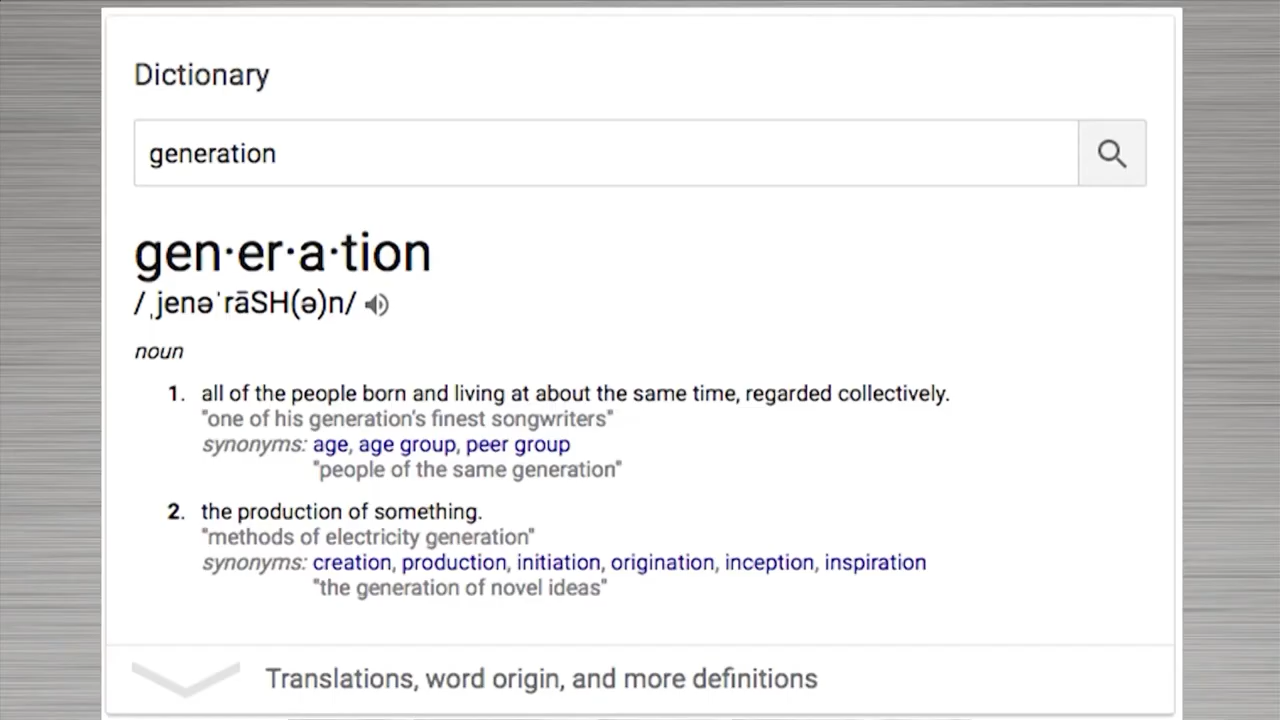 Dictionary
generation
gen·er·a·tion
/ˌjenəˈrāSH(ə)n/
noun
1. all of the people born and living at about the same time, regarded collectively.
"one of his generation's finest songwriters"
synonyms: age, age group, peer group
"people of the same generation"
2. the production of something.
"methods of electricity generation"
synonyms: creation, production, initiation, origination, inception, inspiration
"the generation of novel ideas"
Translations, word origin, and more definitions